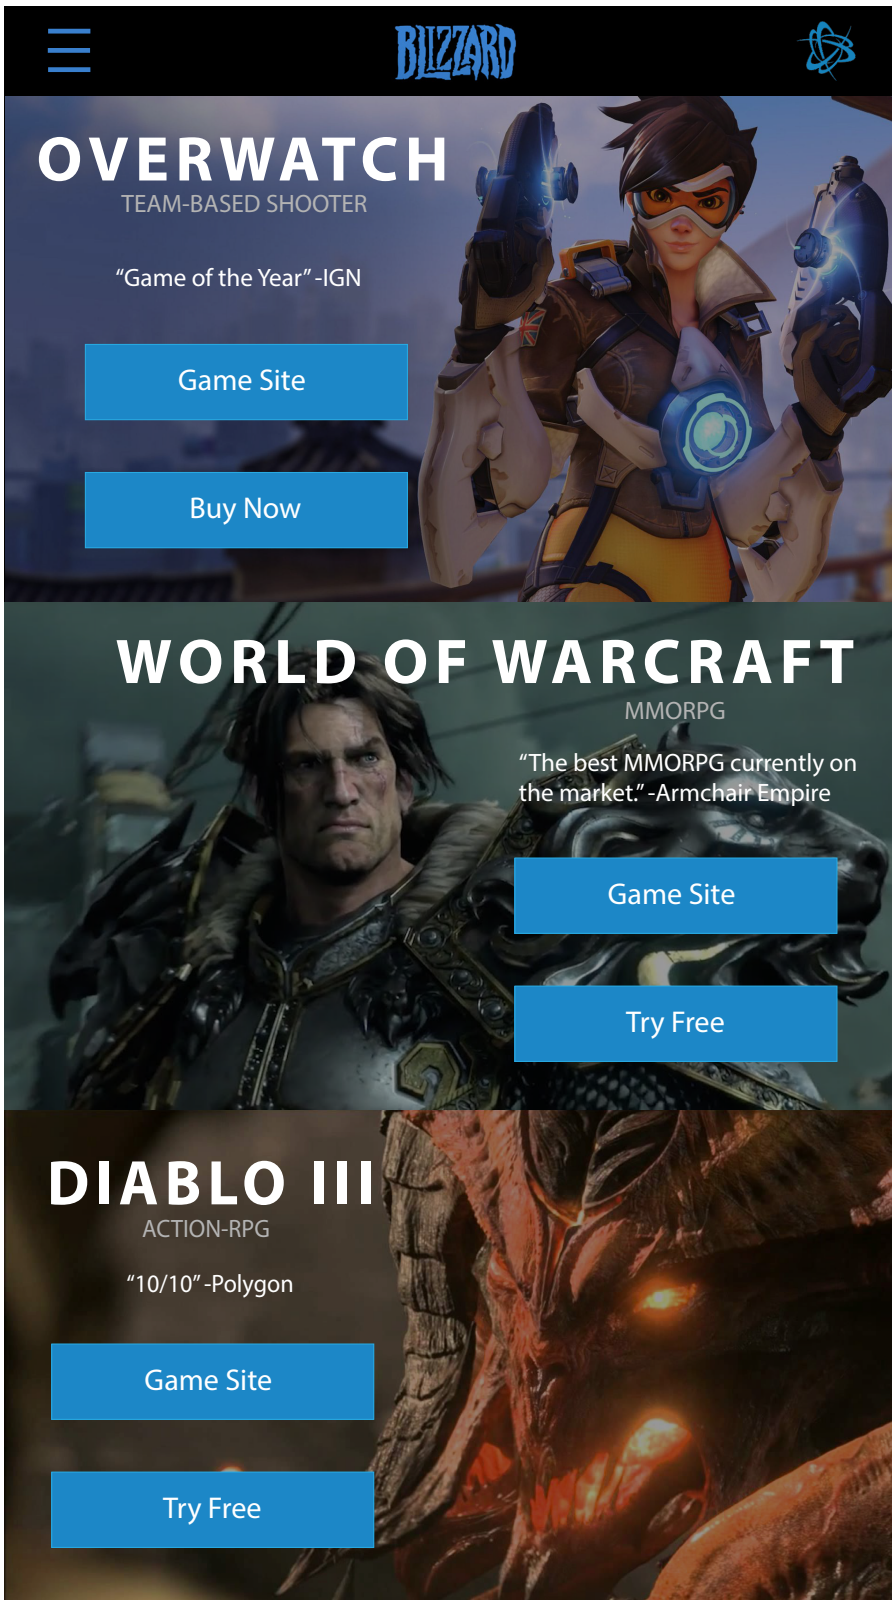 BLIZZARD
OVERWATCH
TEAM-BASED SHOOTER
“Game of the Year” -IGN
Game Site
Buy Now
WORLD OF WARCRAFT
MMORPG
“The best MMORPG currently on
the market.” -Armchair Empire
Game Site
Try Free
DIABLO III
ACTION-RPG
“10/10” -Polygon
Game Site
Try Free